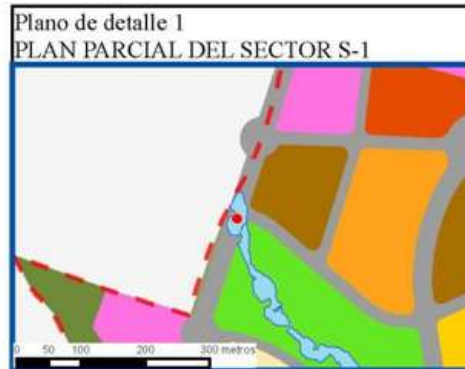 Plano de detalle 1
PLAN PARCIAL DEL SECTOR S-1
0 50 100 200 300 metros